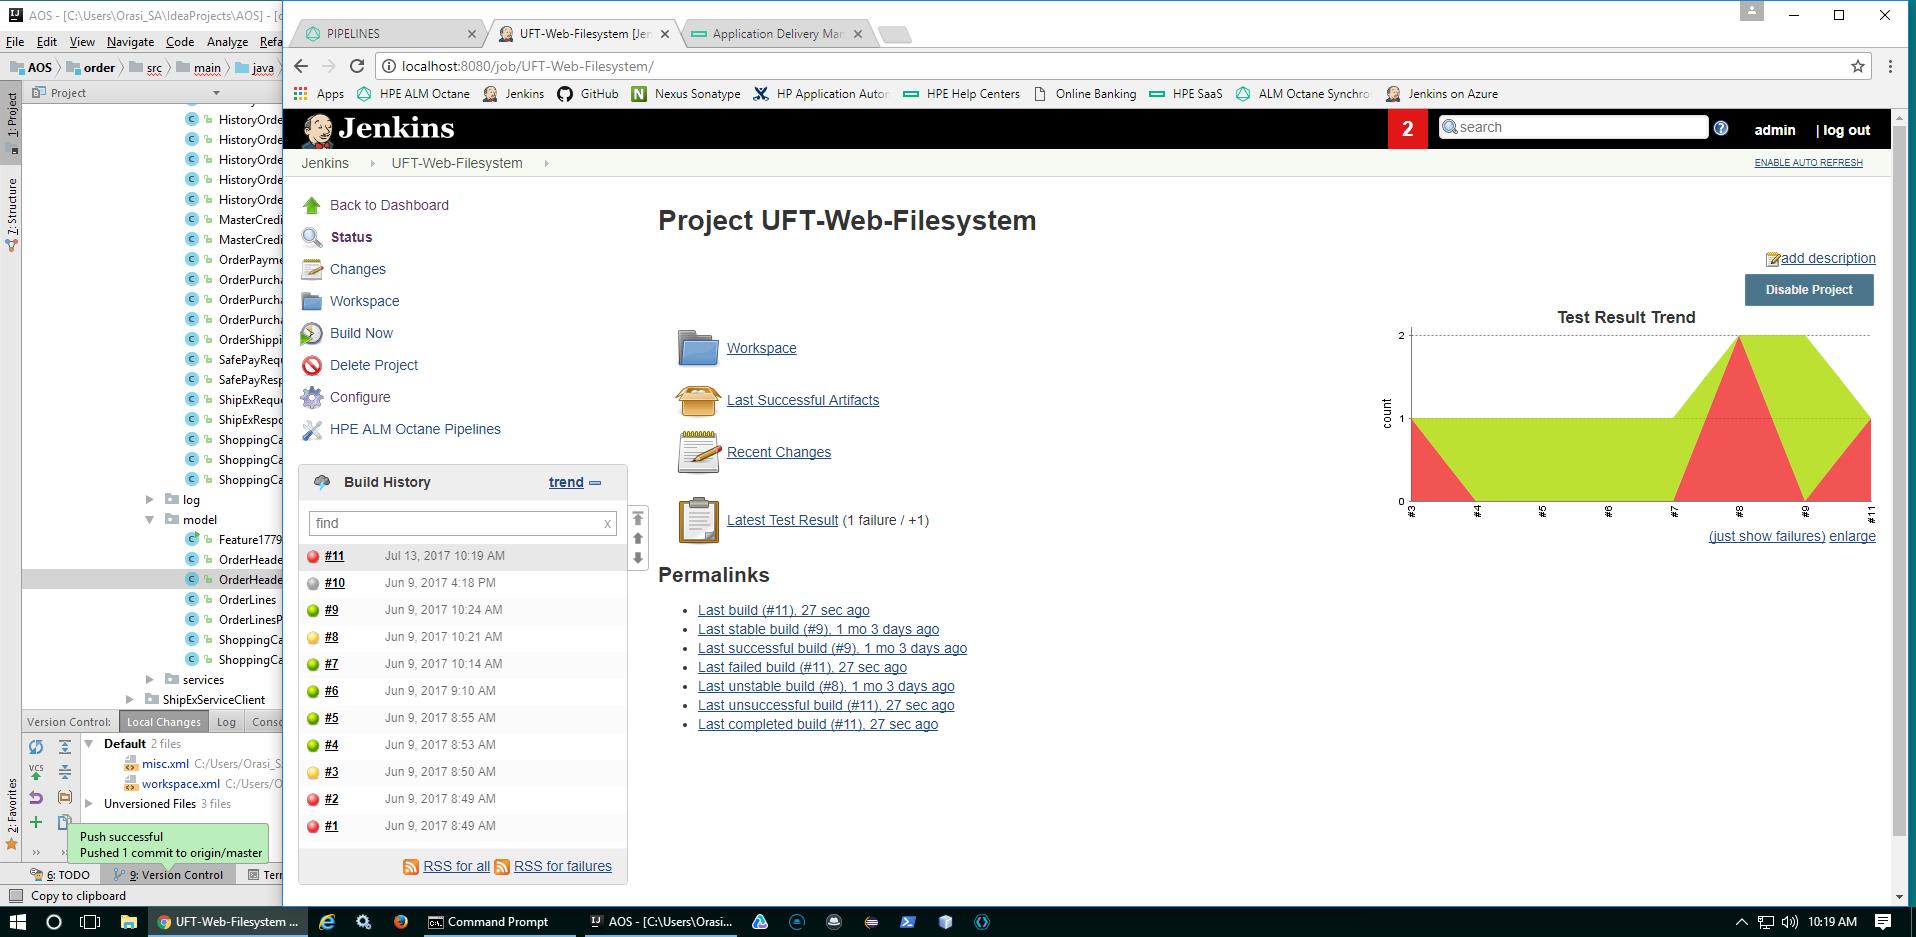 AOS - [C:\Users\Orasi_SA\IdeaProjects\AOS] - [
File Edit View Navigate Code Analyze Refa
AOS order src main java
Project
1: Project
7: Structure
2: Favorites
HistoryOrde
HistoryOrde
HistoryOrde
HistoryOrde
HistoryOrde
MasterCredi
MasterCredi
OrderPayme
OrderPurch
OrderPurch
OrderPurch
OrderShippi
SafePayRequ
SafePayResp
ShipExReque
ShipExRespo
ShoppingCa
ShoppingCa
ShoppingCa
log
model
Feature1779
OrderHeade
OrderHeade
OrderLines
OrderLinesP
ShoppingCa
ShoppingCa
services
ShipExServiceClient
Version Control: Local Changes Log Conso
Default 2 files
misc.xml C:/Users/Orasi_S
workspace.xml C:/Users/O
Unversioned Files 3 files
Push successful
Pushed 1 commit to origin/master
6: TODO 9: Version Control Terr
Copy to clipboard
PIPELINES
UFT-Web-Filesystem [Jen
Application Delivery Man
localhost:8080/job/UFT-Web-Filesystem/
Apps HPE ALM Octane Jenkins GitHub Nexus Sonatype HP Application Autor HPE Help Centers Online Banking HPE SaaS ALM Octane Synchro Jenkins on Azure
Jenkins
2
search
admin
| log out
Jenkins UFT-Web-Filesystem
ENABLE AUTO REFRESH
Back to Dashboard
Status
Changes
Workspace
Build Now
Delete Project
Configure
HPE ALM Octane Pipelines
Build History trend
find x
#11 Jul 13, 2017 10:19 AM
#10 Jun 9, 2017 4:18 PM
#9 Jun 9, 2017 10:24 AM
#8 Jun 9, 2017 10:21 AM
#7 Jun 9, 2017 10:14 AM
#6 Jun 9, 2017 9:10 AM
#5 Jun 9, 2017 8:55 AM
#4 Jun 9, 2017 8:53 AM
#3 Jun 9, 2017 8:50 AM
#2 Jun 9, 2017 8:49 AM
#1 Jun 9, 2017 8:49 AM
RSS for all RSS for failures
Project UFT-Web-Filesystem
add description
Disable Project
Workspace
Last Successful Artifacts
Recent Changes
Latest Test Result (1 failure / +1)
Permalinks
Last build (#11), 27 sec ago
Last stable build (#9), 1 mo 3 days ago
Last successful build (#9), 1 mo 3 days ago
Last failed build (#11), 27 sec ago
Last unstable build (#8), 1 mo 3 days ago
Last unsuccessful build (#11), 27 sec ago
Last completed build (#11), 27 sec ago
Test Result Trend
count
2
1
0
#3 #4 #5 #6 #7 #8 #9 #11
(just show failures) enlarge
UFT-Web-Filesystem ...
Command Prompt
AOS - [C:\Users\Orasi...
10:19 AM